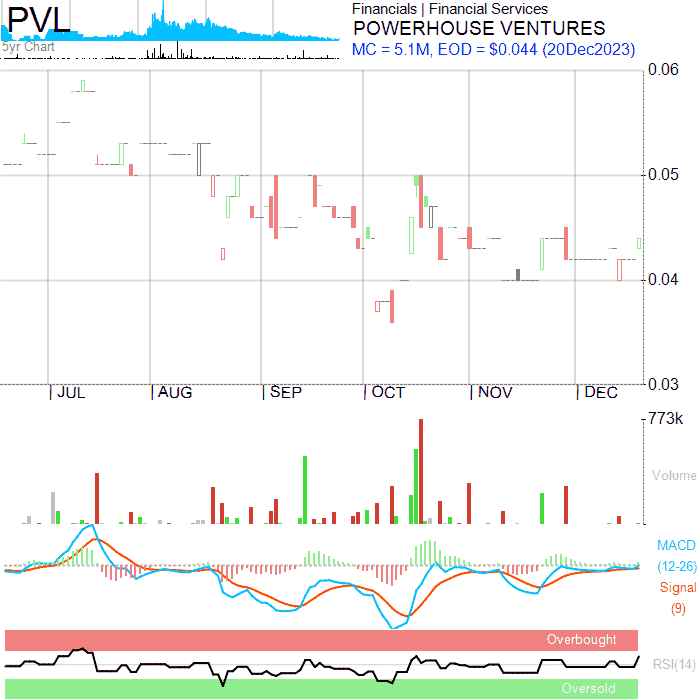 PVL
5yr Chart
Financials | Financial Services
POWERHOUSE VENTURES
MC = 5.1M, EOD = $0.044 (20Dec2023)
0.06
0.05
0.04
0.03
JUL AUG SEP OCT NOV DEC
773k
Volume
MACD
(12-26)
Signal
(9)
Overbought
RSI(14)
Oversold